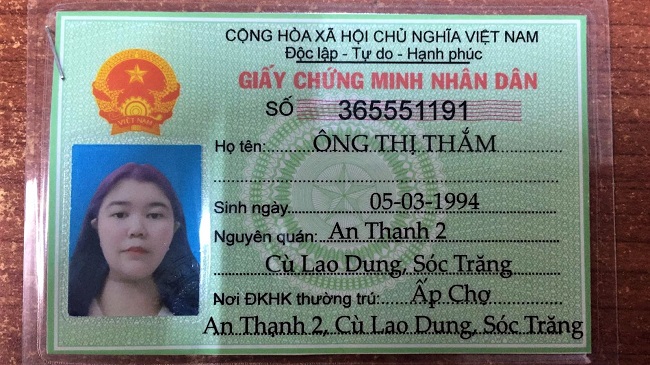 CỘNG HÒA XÃ HỘI CHỦ NGHĨA VIỆT NAM
Độc lập - Tự do - Hạnh phúc
GIẤY CHỨNG MINH NHÂN DÂN
SỐ 365551191
Họ tên: ÔNG THỊ THẮM
Sinh ngày 05-03-1994
Nguyên quán: An Thạnh 2
Cù Lao Dung, Sóc Trăng
Nơi ĐKHK thường trú: Ấp Chợ
An Thạnh 2, Cù Lao Dung, Sóc Trăng
VIỆT NAM